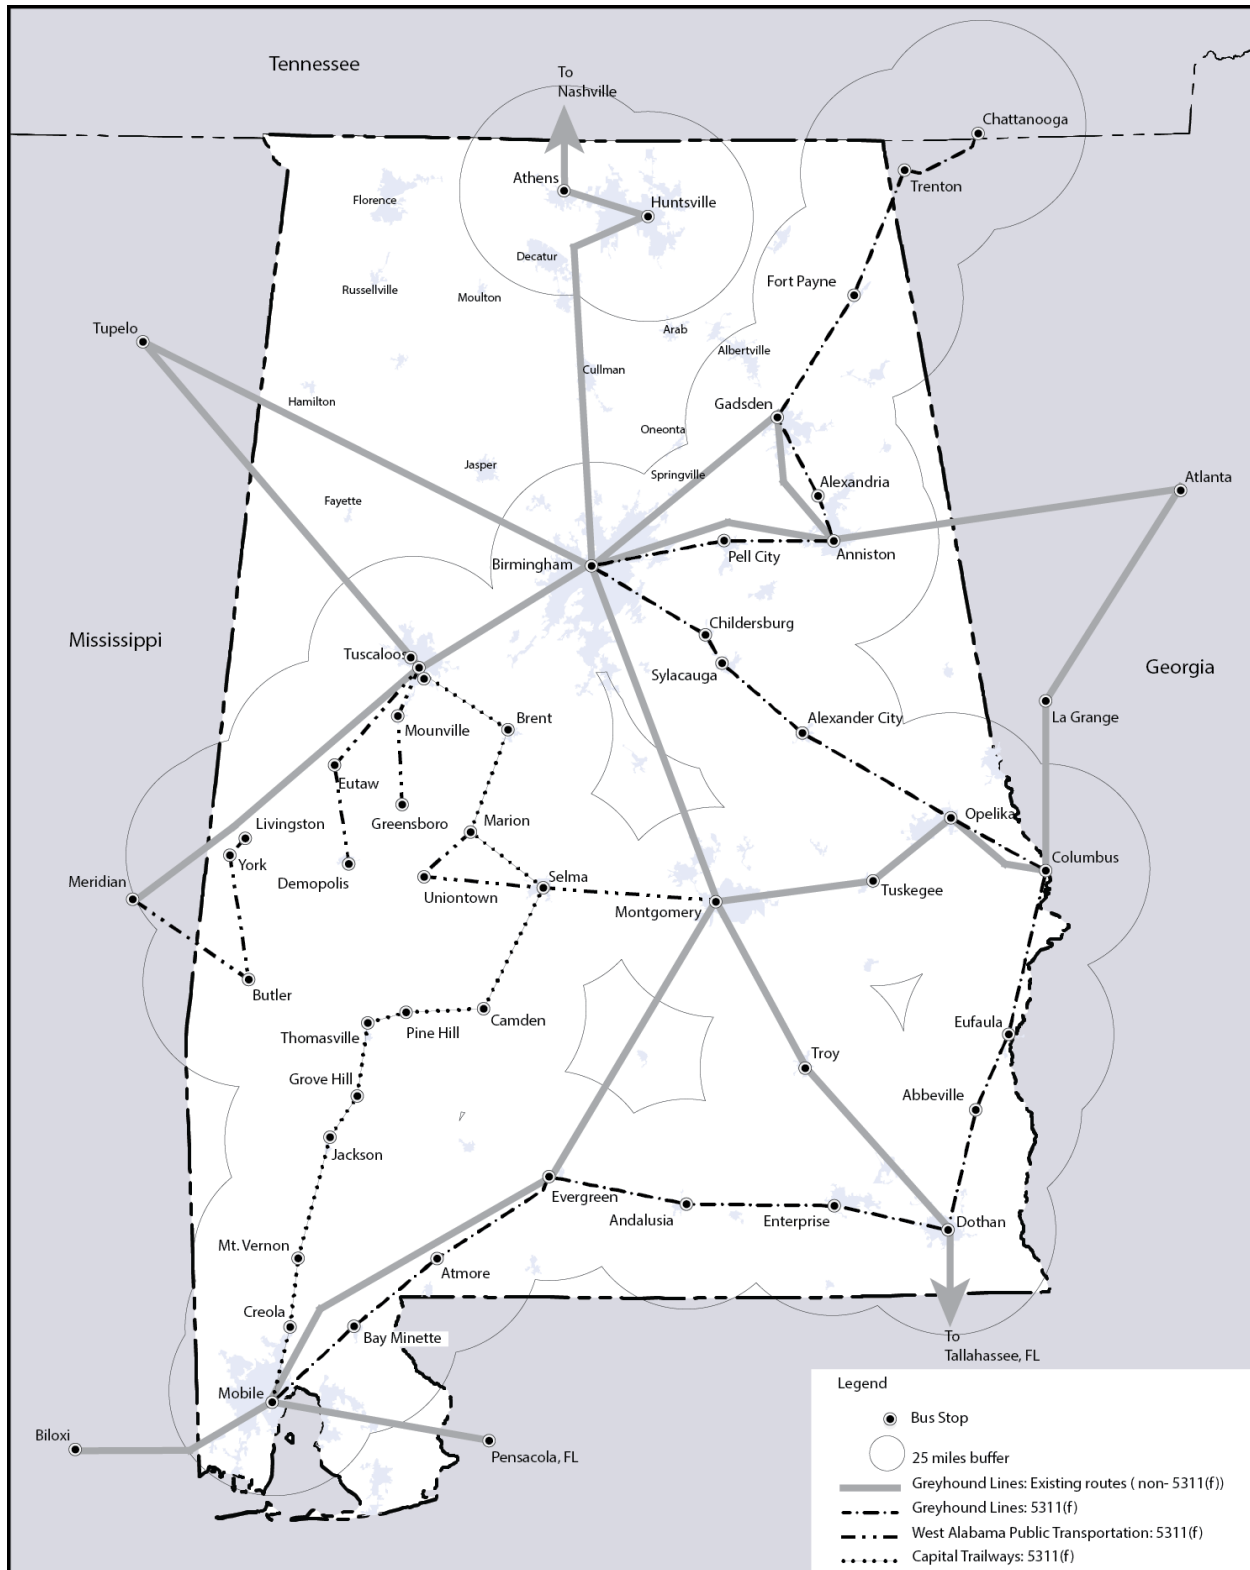 Tennessee
To
Nashville
Chattanooga
Trenton
Athens
Huntsville
Florence
Decatur
Fort Payne
Russellville
Moulton
Tupelo
Arab
Albertville
Cullman
Hamilton
Gadsden
Oneonta
Jasper
Springville
Alexandria
Atlanta
Fayette
Birmingham
Pell City
Anniston
Mississippi
Childersburg
Tuscaloos
Sylacauga
Georgia
La Grange
Mounville
Brent
Alexander City
Eutaw
Livingston
Greensboro
Marion
Opelika
York
Columbus
Meridian
Demopolis
Uniontown
Selma
Montgomery
Tuskegee
Butler
Thomasville
Pine Hill
Camden
Eufaula
Troy
Grove Hill
Abbeville
Jackson
Evergreen
Andalusia
Enterprise
Dothan
Mt. Vernon
Atmore
Creola
Bay Minette
To
Tallahassee, FL
Mobile
Biloxi
Pensacola, FL
Legend
Bus Stop
25 miles buffer
Greyhound Lines: Existing routes ( non- 5311(f))
Greyhound Lines: 5311(f)
West Alabama Public Transportation: 5311(f)
Capital Trailways: 5311(f)